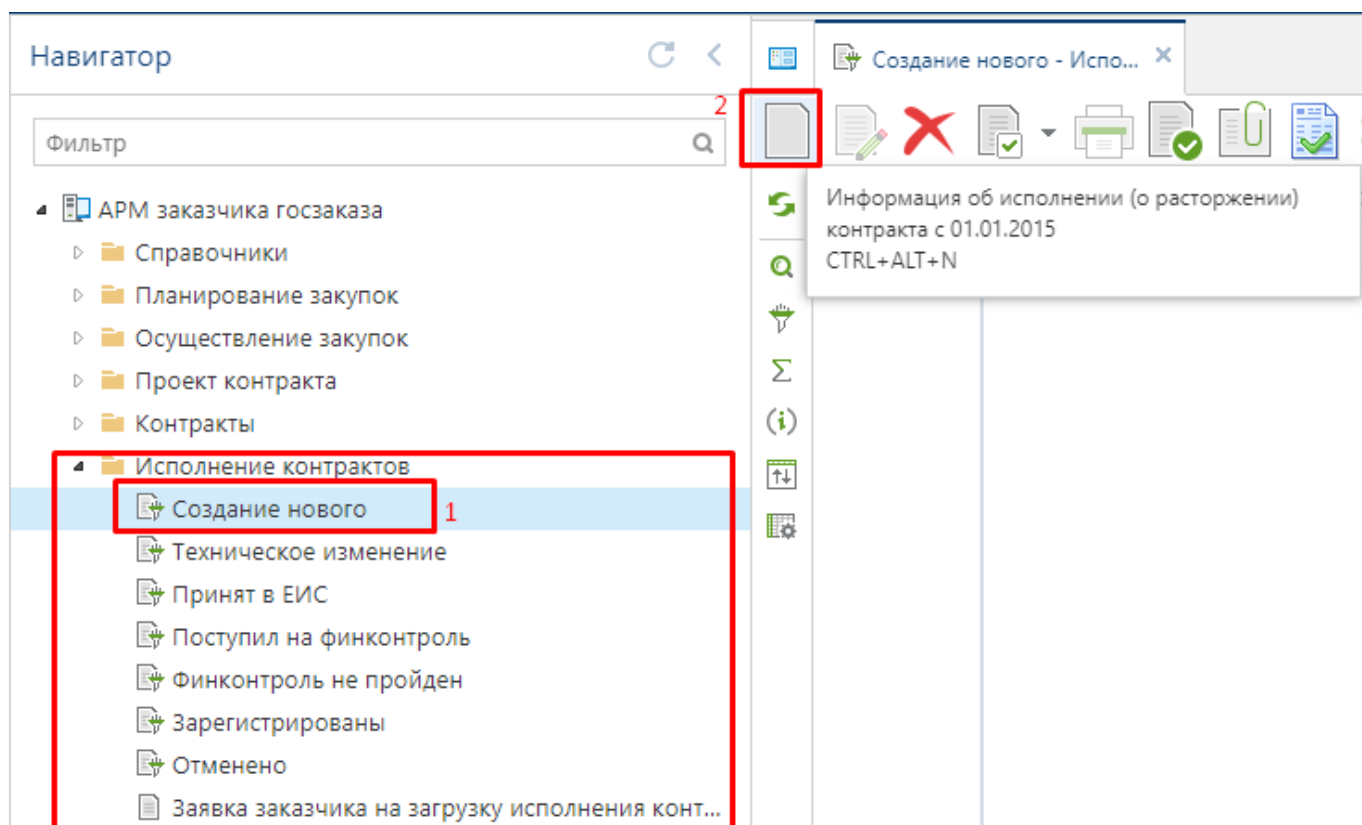 Навигатор
Создание нового - Испо...
2
Фильтр
Информация об исполнении (о расторжении)
контракта с 01.01.2015
CTRL+ALT+N
АРМ заказчика госзаказа
Справочники
Планирование закупок
Осуществление закупок
Проект контракта
Контракты
Исполнение контрактов
Создание нового 1
Техническое изменение
Принят в ЕИС
Поступил на финконтроль
Финконтроль не пройден
Зарегистрированы
Отменено
Заявка заказчика на загрузку исполнения конт...